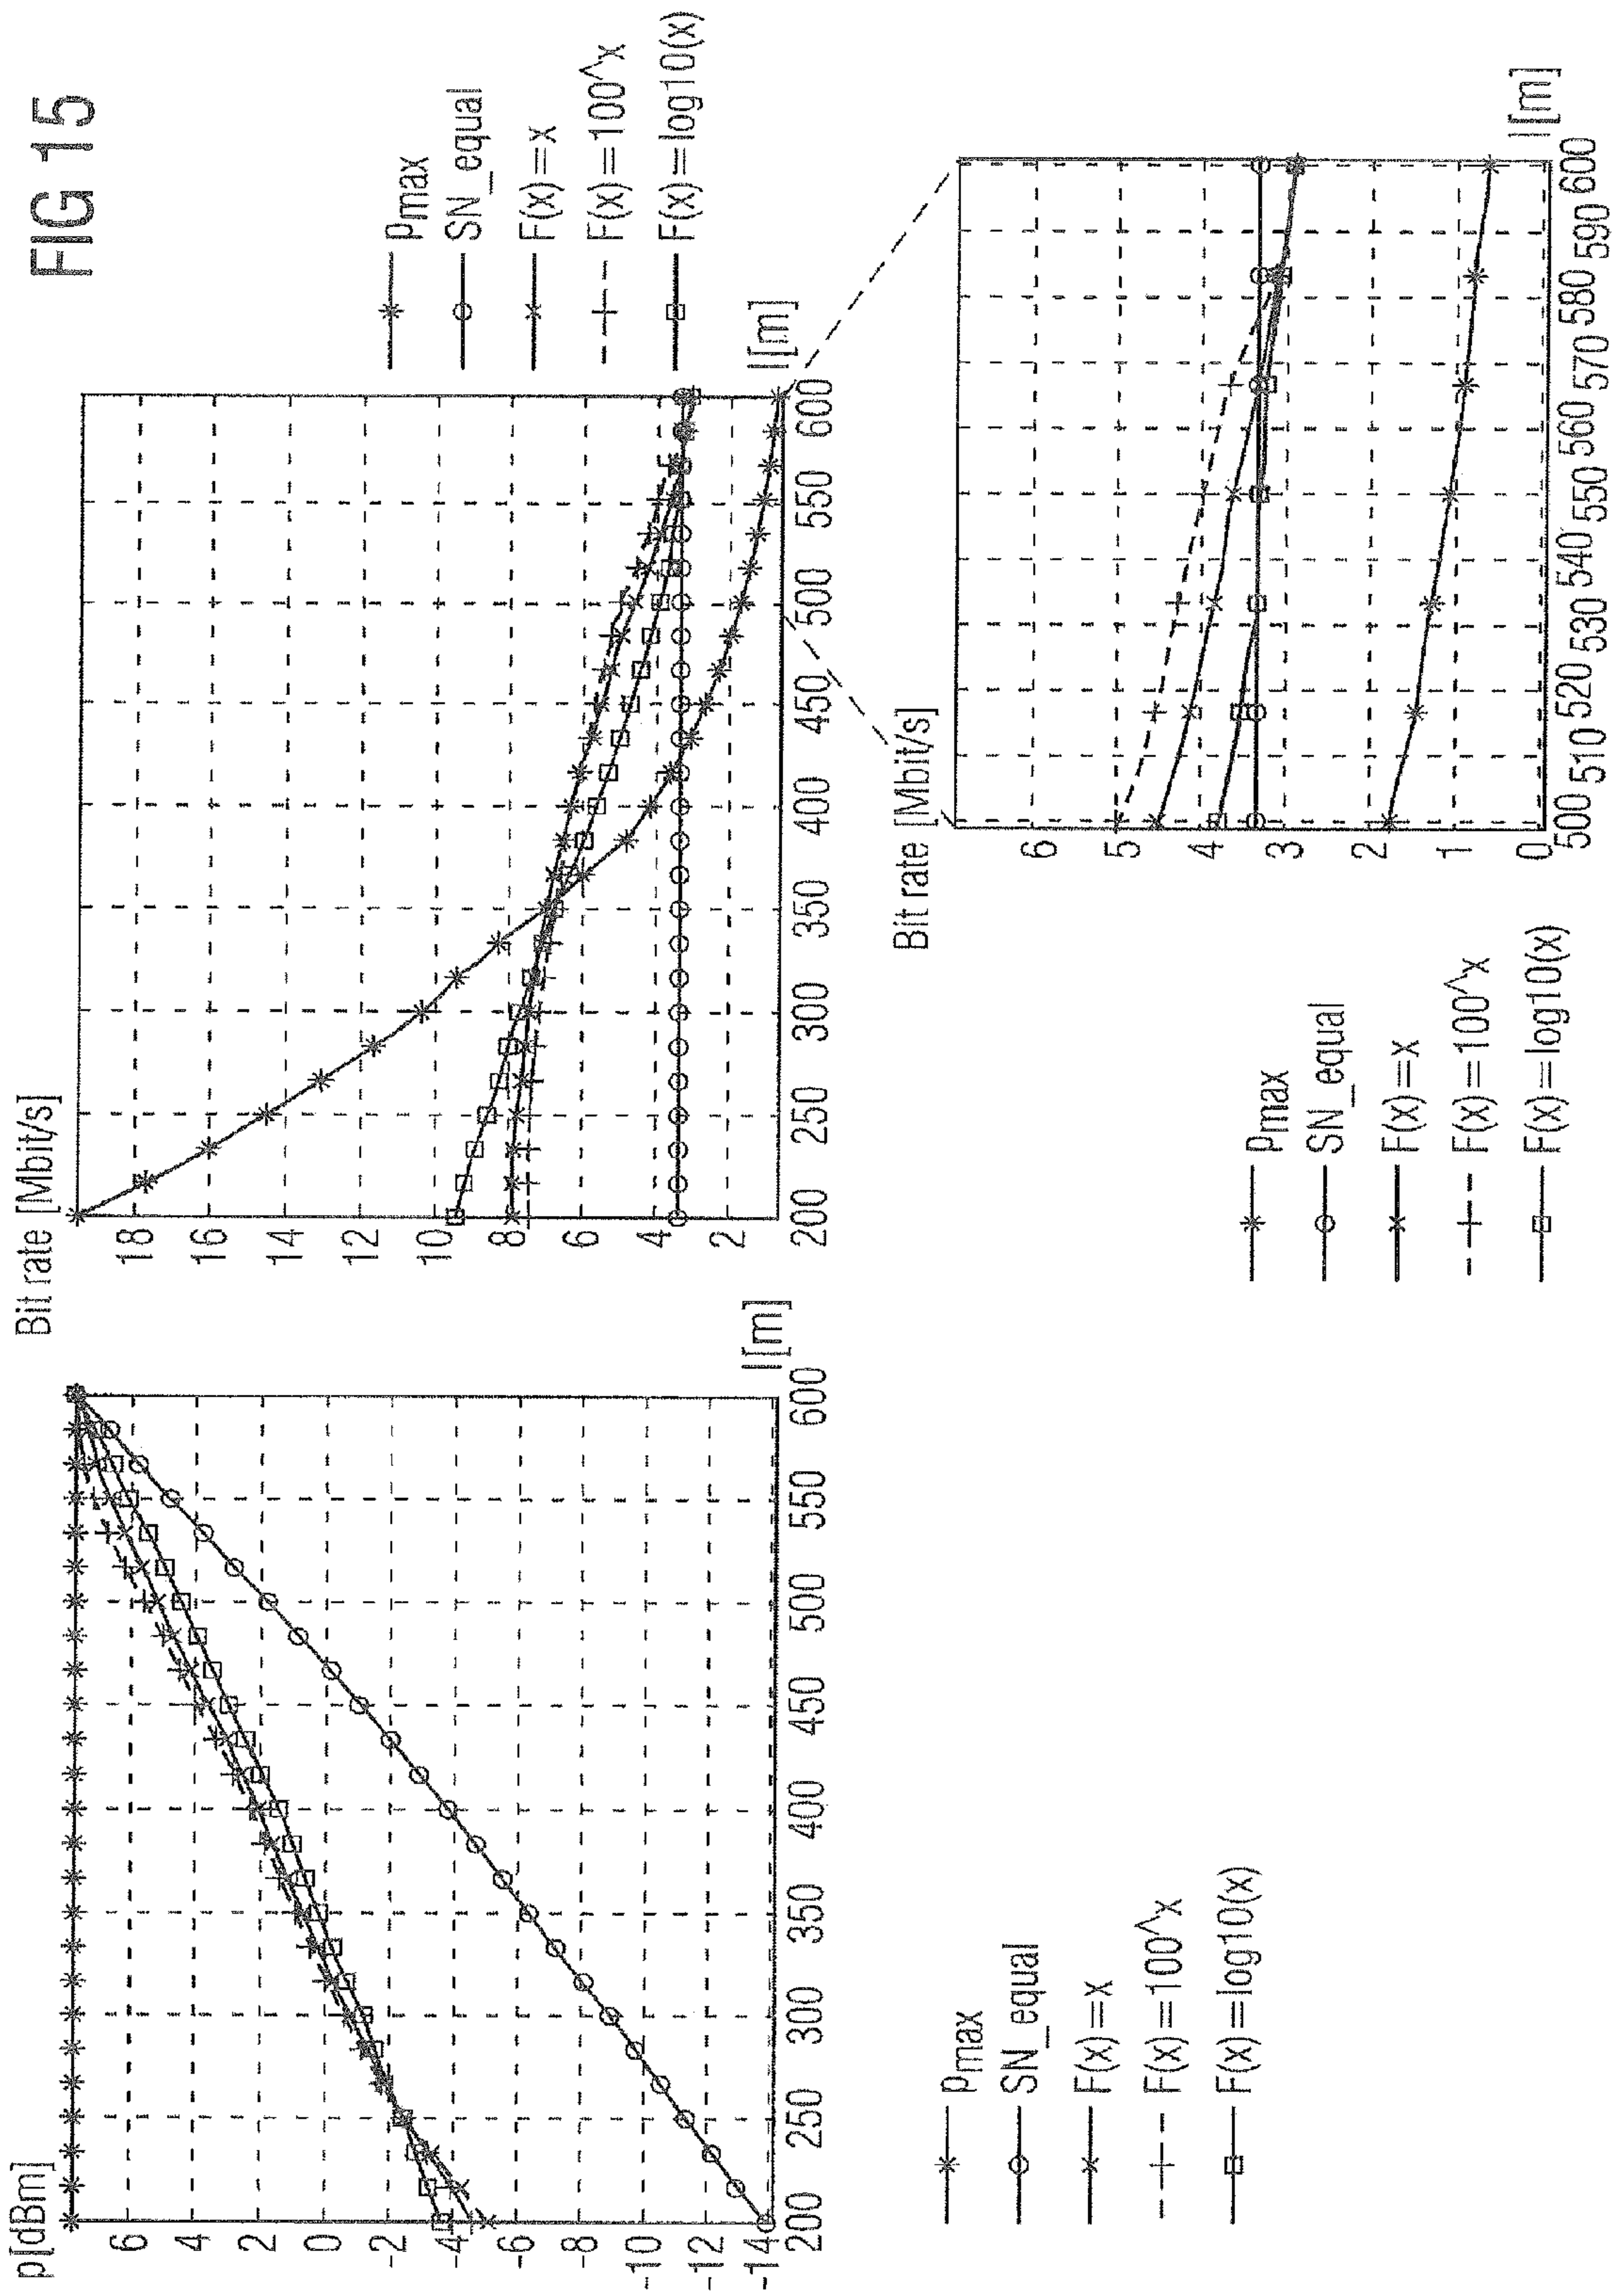 FIG 15
p[dBm]
6
4
2
0
-2
-4
-6
-8
-10
-12
-14
200 250 300 350 400 450 500 550 600
l[m]
pmax
SN_equal
F(x)=x
F(x)=100^x
F(x)=log10(x)
Bit rate [Mbit/s]
18
16
14
12
10
8
6
4
2
200 250 300 350 400 450 500 550 600
l[m]
pmax
SN_equal
F(x)=x
F(x)=100^x
F(x)=log10(x)
Bit rate [Mbit/s]
6
5
4
3
2
1
0
500 510 520 530 540 550 560 570 580 590 600
l[m]
pmax
SN_equal
F(x)=x
F(x)=100^x
F(x)=log10(x)